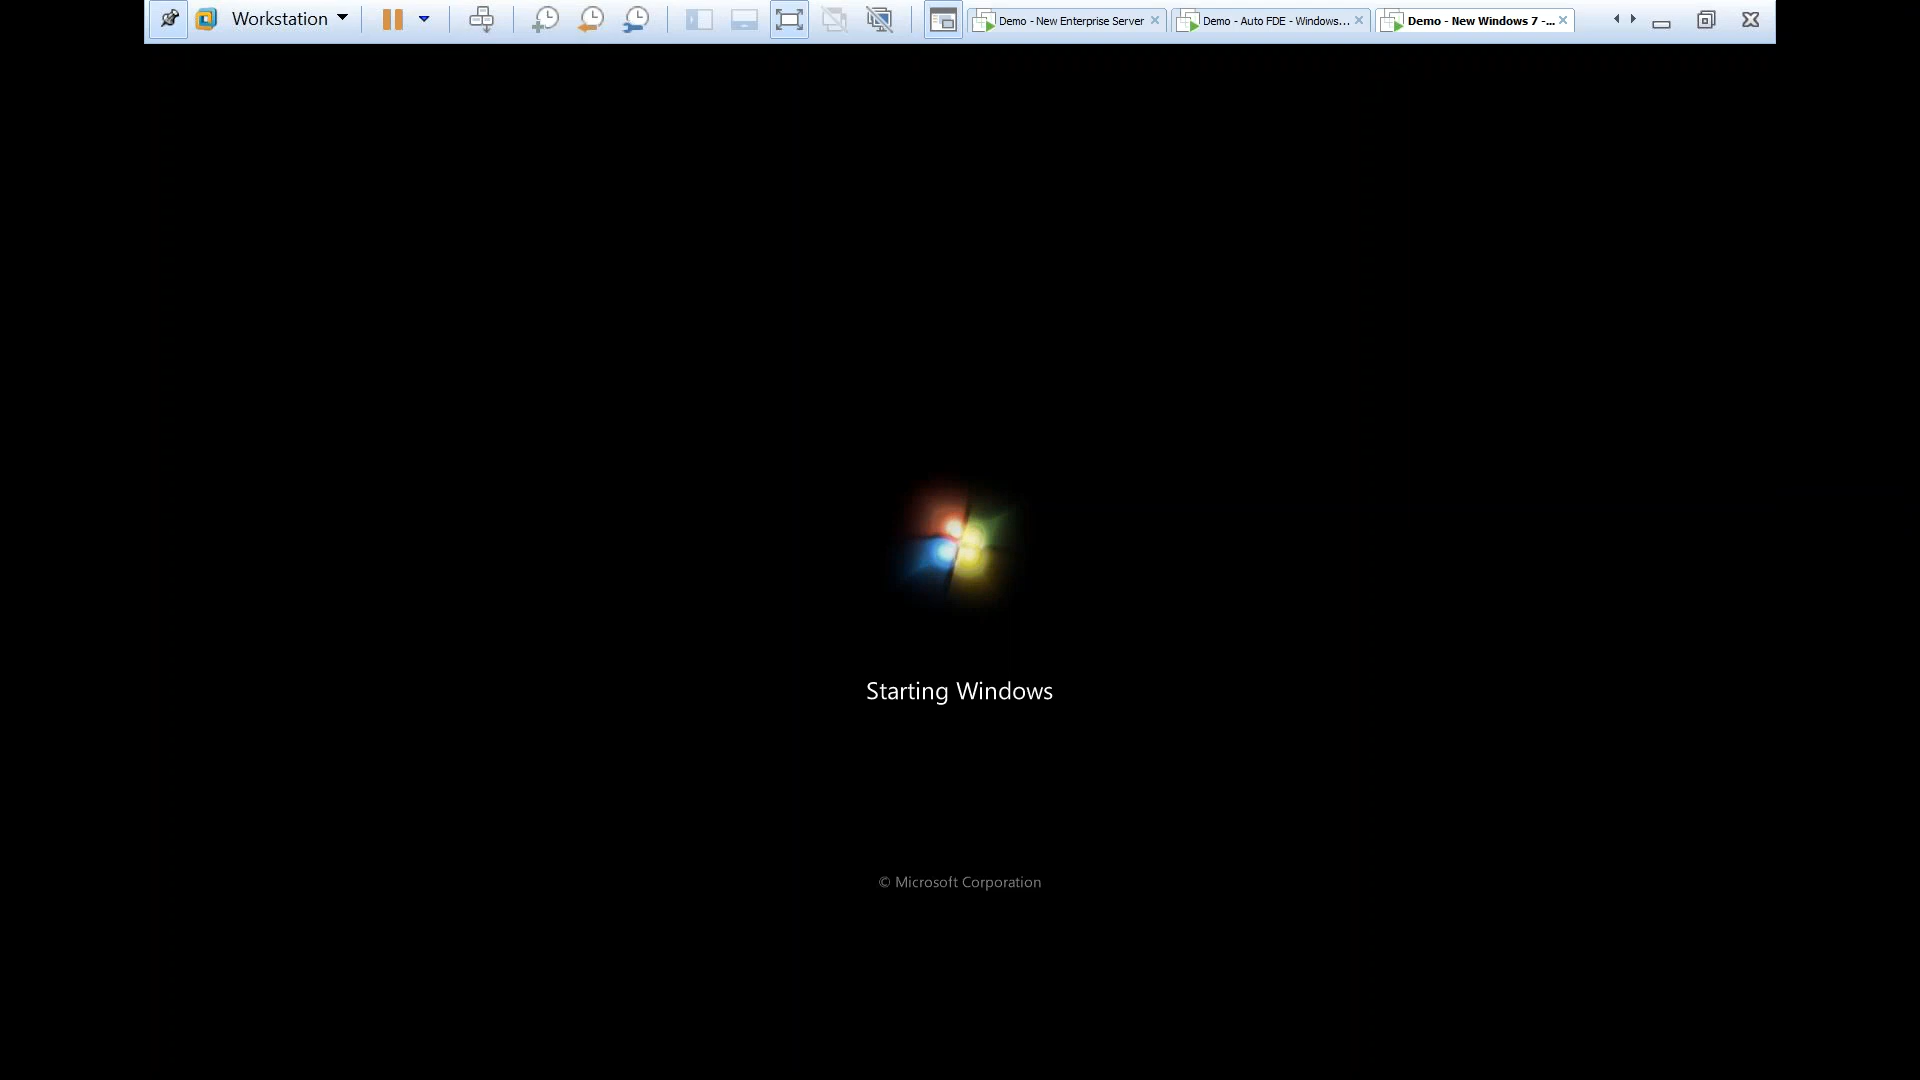 Workstation
Demo - New Enterprise Server
Demo - Auto FDE - Windows...
Demo - New Windows 7 -...
Starting Windows
© Microsoft Corporation